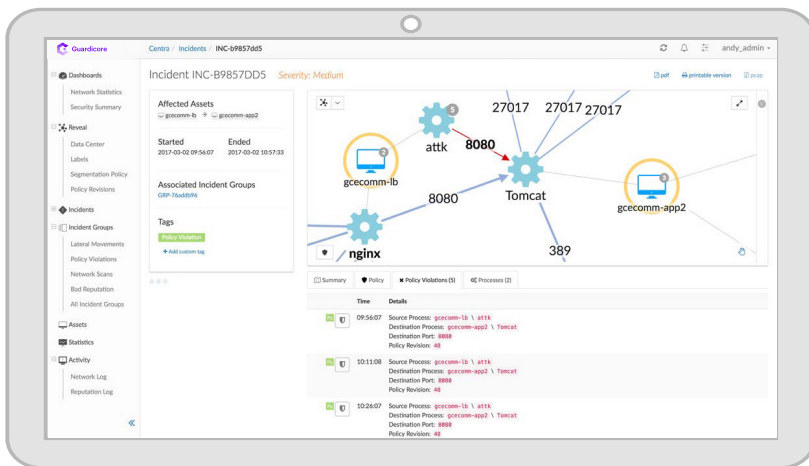 Guardicore
Centra / Incidents / INC-b9857dd5
andy_admin
Dashboards
Network Statistics
Security Summary
Reveal
Data Center
Labels
Segmentation Policy
Policy Revisions
Incidents
Incident Groups
Lateral Movements
Policy Violations
Network Scans
Bad Reputation
All Incident Groups
Assets
Statistics
Activity
Network Log
Reputation Log
Incident INC-B9857DD5 Severity: Medium
pdf printable version pcap
Affected Assets
gcecomm-lb → gcecomm-app2
Started Ended
2017-03-02 09:56:07 2017-03-02 10:57:33
Associated Incident Groups
GRP-76addb96
Tags
Policy Violation
+ Add custom tag
5
attk
8080
27017 27017 27017
2
gcecomm-lb
Tomcat
3
gcecomm-app2
8080
nginx
389
Summary Policy Policy Violations (5) Processes (2)
Time Details
09:56:07 Source Process: gcecomm-lb \ attk
Destination Process: gcecomm-app2 \ Tomcat
Destination Port: 8080
Policy Revision: 48
10:11:08 Source Process: gcecomm-lb \ attk
Destination Process: gcecomm-app2 \ Tomcat
Destination Port: 8080
Policy Revision: 48
10:26:07 Source Process: gcecomm-lb \ attk
Destination Process: gcecomm-app2 \ Tomcat
Destination Port: 8080
Policy Revision: 48